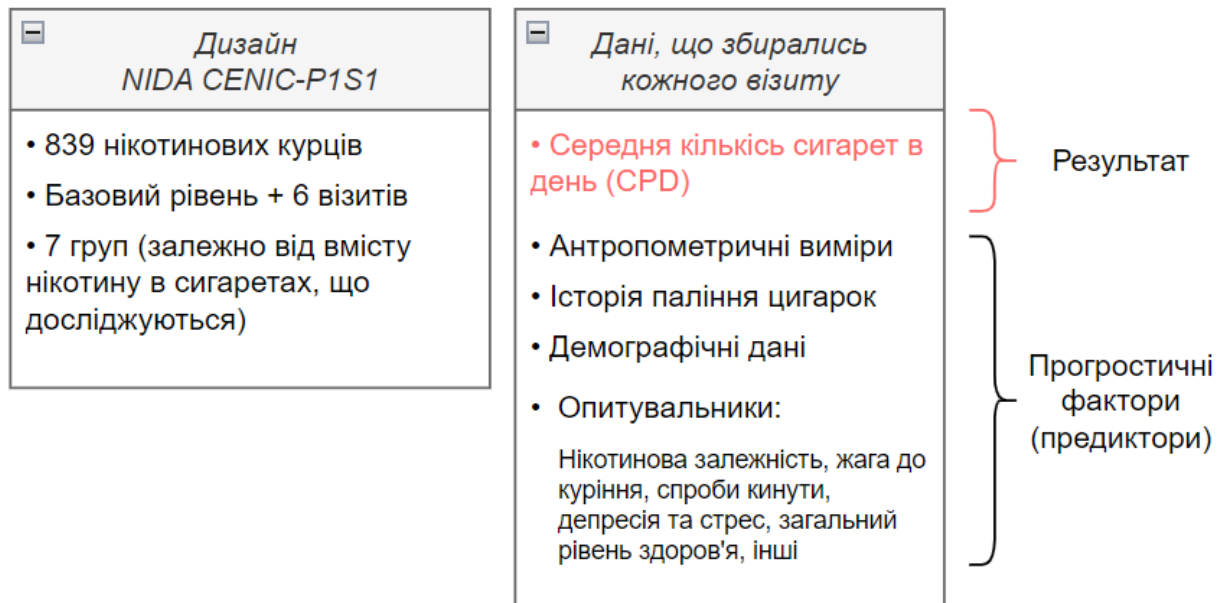 Дизайн
NIDA CENIC-P1S1
• 839 нікотинових курців
• Базовий рівень + 6 візитів
• 7 груп (залежно від вмісту
нікотину в сигаретах, що
досліджуються)
Дані, що збирались
кожного візиту
• Середня кількісь сигарет в
день (CPD)
• Антропометричні виміри
• Історія паління цигарок
• Демографічні дані
• Опитувальники:
Нікотинова залежність, жага до
куріння, спроби кинути,
депресія та стрес, загальний
рівень здоров'я, інші
Результат
Прогростичні
фактори
(предиктори)